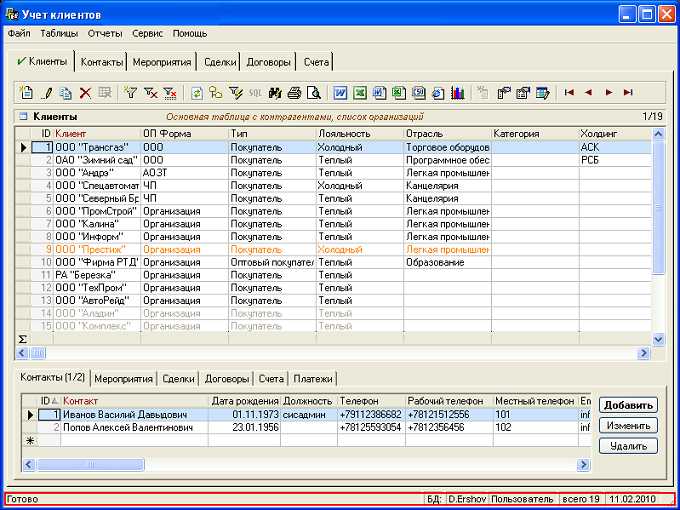 Учет клиентов
Файл Таблицы Отчеты Сервис Помощь
Клиенты Контакты Мероприятия Сделки Договоры Счета
SQL
Клиенты Основная таблица с контрагентами, список организаций 1/19
ID Клиент ОП Форма Тип Лояльность Отрасль Категория Холдинг
1 ООО "Трансгаз" ООО Покупатель Холодный Торговое оборудов АСК
2 ОАО "Зимний сад" ООО Покупатель Теплый Программное обес РСБ
3 ООО "Андрэ" АОЗТ Покупатель Теплый Легкая промышлен
4 ООО "Спецавтомат ЧП Покупатель Холодный Канцелярия
5 ООО "Северный Бр ЧП Покупатель Теплый Канцелярия
6 ООО "ПромСтрой" Организация Покупатель Теплый Легкая промышлен
7 ООО "Калина" Организация Покупатель Теплый Легкая промышлен
8 ООО "Информ" Организация Покупатель Теплый Легкая промышлен
9 ООО "Престиж" Организация Покупатель Холодный Легкая промышлен
10 ООО "Фирма РТД" Организация Оптовый покупател Теплый Образование
11 РА "Березка" Организация Покупатель Теплый
12 ООО "ТехПром" Организация Покупатель Теплый
13 ООО "АвтоРейд" Организация Покупатель Теплый
14 ООО "Аладин" Организация Покупатель Теплый
15 ООО "Комплекс" Организация Покупатель Теплый
Σ
Контакты (1/2) Мероприятия Сделки Договоры Счета Платежи
ID Контакт Дата рождения Должность Телефон Рабочий телефон Местный телефон Em
1 Иванов Василий Давыдович 01.11.1973 сисадмин +79112386682 +78121512556 101 inf
2 Попов Алексей Валентинович 23.01.1956 +78125593054 +7812356456 102 inf
Добавить
Изменить
Удалить
Готово БД: D.Ershov Пользователь всего 19 11.02.2010